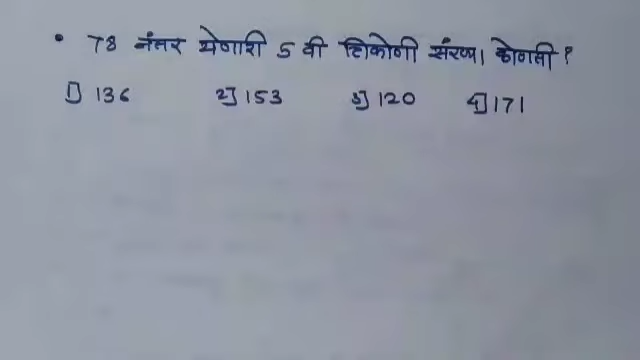 • 78 नंतर येणारी 5 वी त्रिकोणी संख्या कोणती ?
1] 136 2] 153 3] 120 4] 171